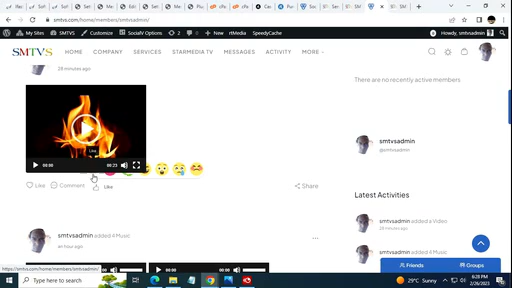 smtvs.com/home/members/smtvsadmin/
My Sites
SMTVS
Customize
SocialV Options
2
0
New
rtMedia
SpeedyCache
Howdy, smtvsadmin
SMTVS
HOME
COMPANY
SERVICES
STARMEDIA TV
MESSAGES
ACTIVITY
MORE
28 minutes ago
There are no recently active members
Like
00:00
00:23
Like
Comment
Like
Share
smtvsadmin
@smtvsadmin
Latest Activities
smtvsadmin added a Video
28 minutes ago
smtvsadmin added 4 Music
an hour ago
smtvsadmin added 4 Music
Friends
Groups
https://smtvs.com/home/members/smtvsadmin/
00:00
00:00
Type here to search
29°C Sunny
6:28 PM
2/26/2023